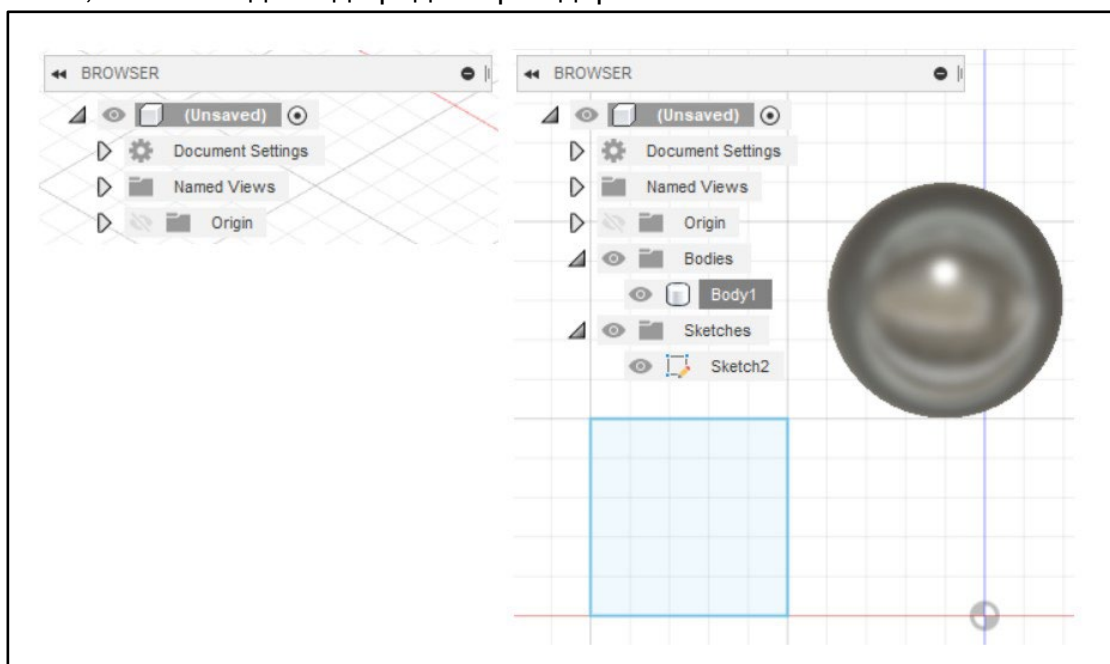 BROWSER
(Unsaved)
Document Settings
Named Views
Origin
BROWSER
(Unsaved)
Document Settings
Named Views
Origin
Bodies
Body1
Sketches
Sketch2